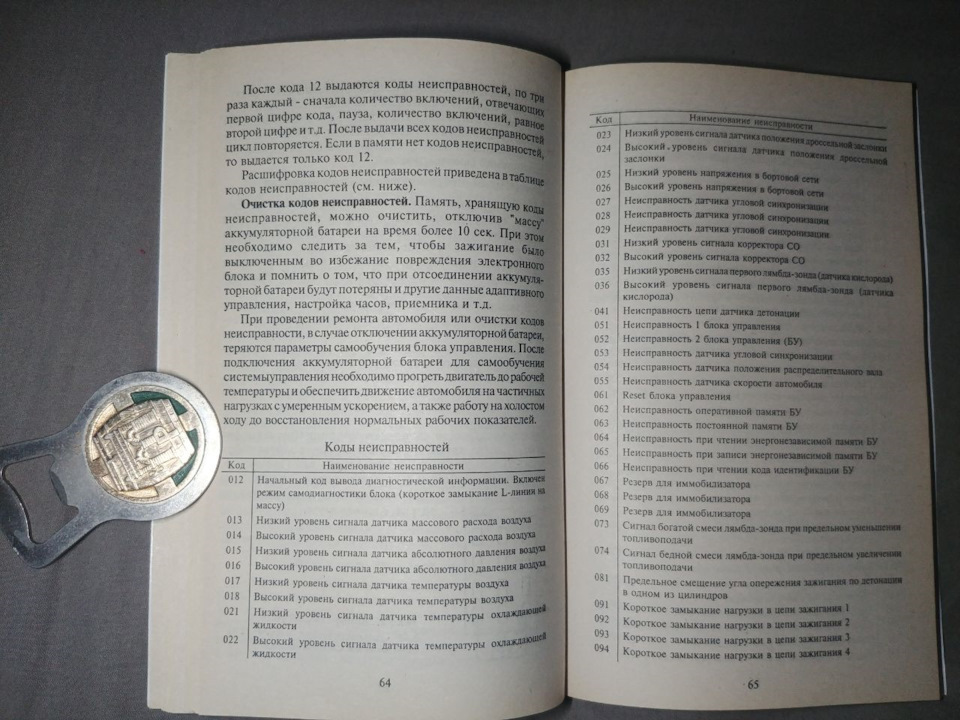 После кода 12 выдаются коды неисправностей, по три
раза каждый - сначала количество включений, отвечающих
первой цифре кода, пауза, количество включений, равное
второй цифре и т.д. После выдачи всех кодов неисправностей
цикл повторяется. Если в памяти нет кодов неисправностей,
то выдается только код 12.
Расшифровка кодов неисправностей приведена в таблице
кодов неисправностей (см. ниже).
Очистка кодов неисправностей. Память, хранящую коды
неисправностей, можно очистить, отключив "массу"
аккумуляторной батареи на время более 10 сек. При этом
необходимо следить за тем, чтобы зажигание было
выключенным во избежание повреждения электронного
блока и помнить о том, что при отсоединении аккумуля-
торной батареи будут потеряны и другие данные адаптивного
управления, настройка часов, приемника и т.д.
При проведении ремонта автомобиля или очистки кодов
неисправности, в случае отключении аккумуляторной батареи,
теряются параметры самообучения блока управления. После
подключения аккумуляторной батареи для самообучения
системы управления необходимо прогреть двигатель до рабочей
температуры и обеспечить движение автомобиля на частичных
нагрузках с умеренным ускорением, а также работу на холостом
ходу до восстановления нормальных рабочих показателей.
Коды неисправностей
Код Наименование неисправности
012 Начальный код вывода диагностической информации. Включен
режим самодиагностики блока (короткое замыкание L-линии на
массу)
013 Низкий уровень сигнала датчика массового расхода воздуха
014 Высокий уровень сигнала датчика массового расхода воздуха
015 Низкий уровень сигнала датчика абсолютного давления воздуха
016 Высокий уровень сигнала датчика абсолютного давления воздуха
017 Низкий уровень сигнала датчика температуры воздуха
018 Высокий уровень сигнала датчика температуры воздуха
021 Низкий уровень сигнала датчика температуры охлаждающей
жидкости
022 Высокий уровень сигнала датчика температуры охлаждающей
жидкости
64
Код Наименование неисправности
023 Низкий уровень сигнала датчика положения дроссельной заслонки
024 Высокий уровень сигнала датчика положения дроссельной
заслонки
025 Низкий уровень напряжения в бортовой сети
026 Высокий уровень напряжения в бортовой сети
027 Неисправность датчика угловой синхронизации
028 Неисправность датчика угловой синхронизации
029 Неисправность датчика угловой синхронизации
031 Низкий уровень сигнала корректора СО
032 Высокий уровень сигнала корректора СО
035 Низкий уровень сигнала первого лямбда-зонда (датчика кислорода)
036 Высокий уровень сигнала первого лямбда-зонда (датчика
кислорода)
041 Неисправность цепи датчика детонации
051 Неисправность 1 блока управления
052 Неисправность 2 блока управления (БУ)
053 Неисправность датчика угловой синхронизации
054 Неисправность датчика положения распределительного вала
055 Неисправность датчика скорости автомобиля
061 Reset блока управления
062 Неисправность оперативной памяти БУ
063 Неисправность постоянной памяти БУ
064 Неисправность при чтении энергонезависимой памяти БУ
065 Неисправность при записи энергонезависимой памяти БУ
066 Неисправность при чтении кода идентификации БУ
067 Резерв для иммобилизатора
068 Резерв для иммобилизатора
069 Резерв для иммобилизатора
073 Сигнал богатой смеси лямбда-зонда при предельном уменьшении
топливоподачи
074 Сигнал бедной смеси лямбда-зонда при предельном увеличении
топливоподачи
081 Предельное смещение угла опережения зажигания по детонации
в одном из цилиндров
091 Короткое замыкание нагрузки в цепи зажигания 1
092 Короткое замыкание нагрузки в цепи зажигания 2
093 Короткое замыкание нагрузки в цепи зажигания 3
094 Короткое замыкание нагрузки в цепи зажигания 4
65